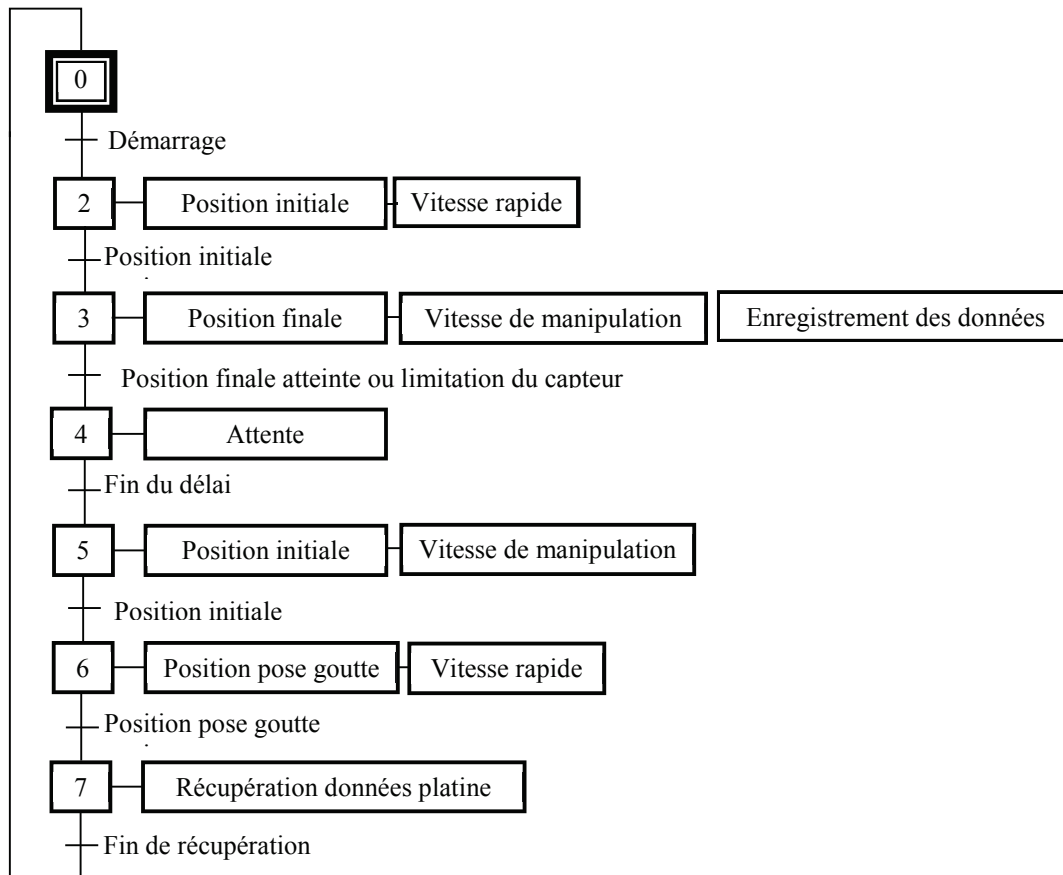 0
Démarrage
2 Position initiale Vitesse rapide
Position initiale
3 Position finale Vitesse de manipulation Enregistrement des données
Position finale atteinte ou limitation du capteur
4 Attente
Fin du délai
5 Position initiale Vitesse de manipulation
Position initiale
6 Position pose goutte Vitesse rapide
Position pose goutte
7 Récupération données platine
Fin de récupération